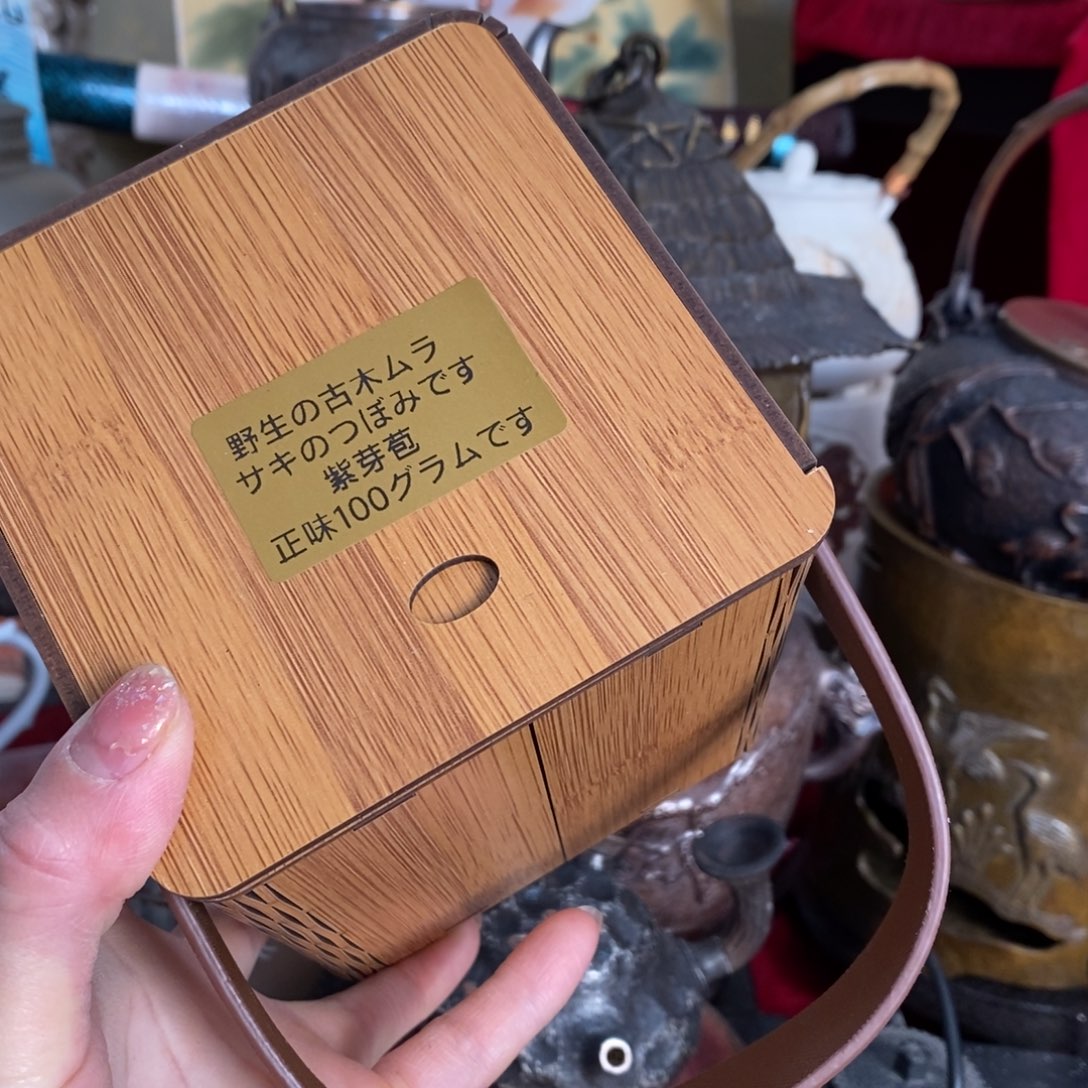 野生の古木ムラ
サキのつぼみです
紫芽苞
正味100グラムです